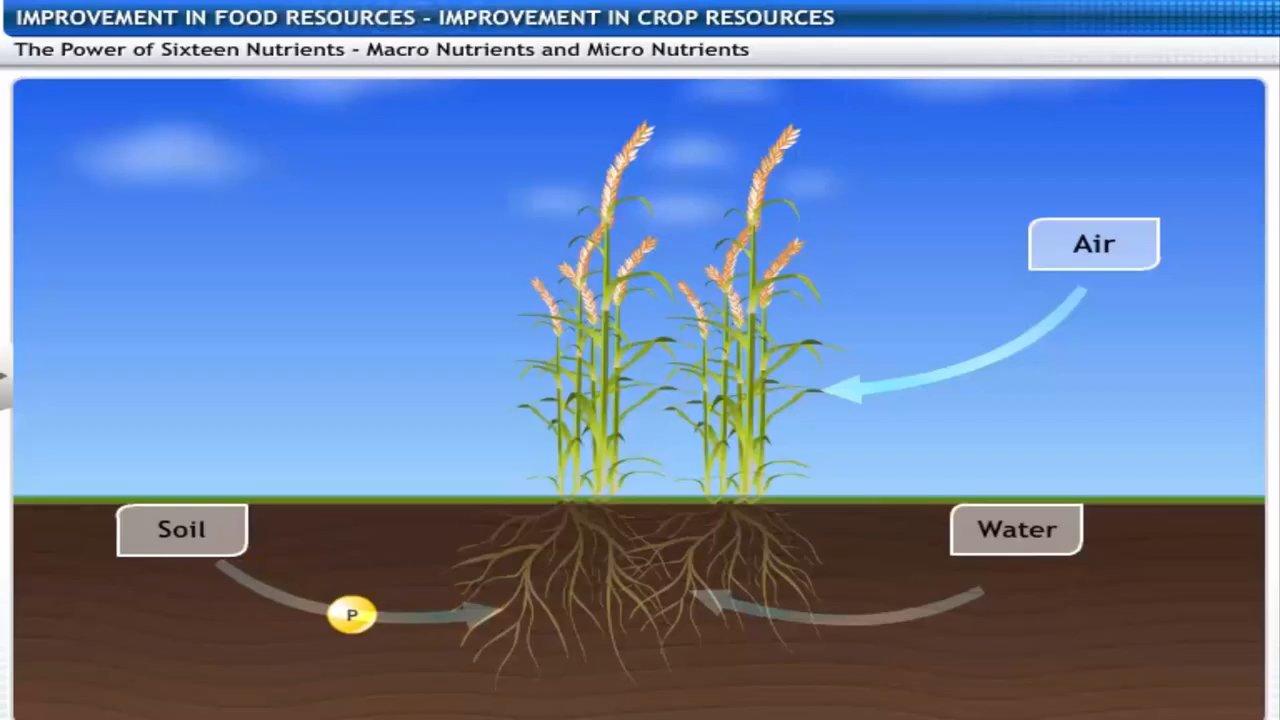 IMPROVEMENT IN FOOD RESOURCES - IMPROVEMENT IN CROP RESOURCES
The Power of Sixteen Nutrients - Macro Nutrients and Micro Nutrients
Air
Soil
Water
P